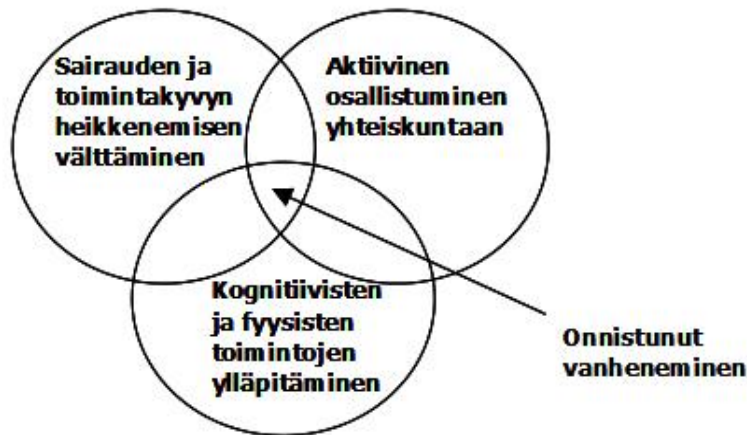 Sairauden ja
toimintakyvyn
heikkenemisen
välttäminen
Aktiivinen
osallistuminen
yhteiskuntaan
Kognitiivisten
ja fyysisten
toimintojen
ylläpitäminen
Onnistunut
vanheneminen